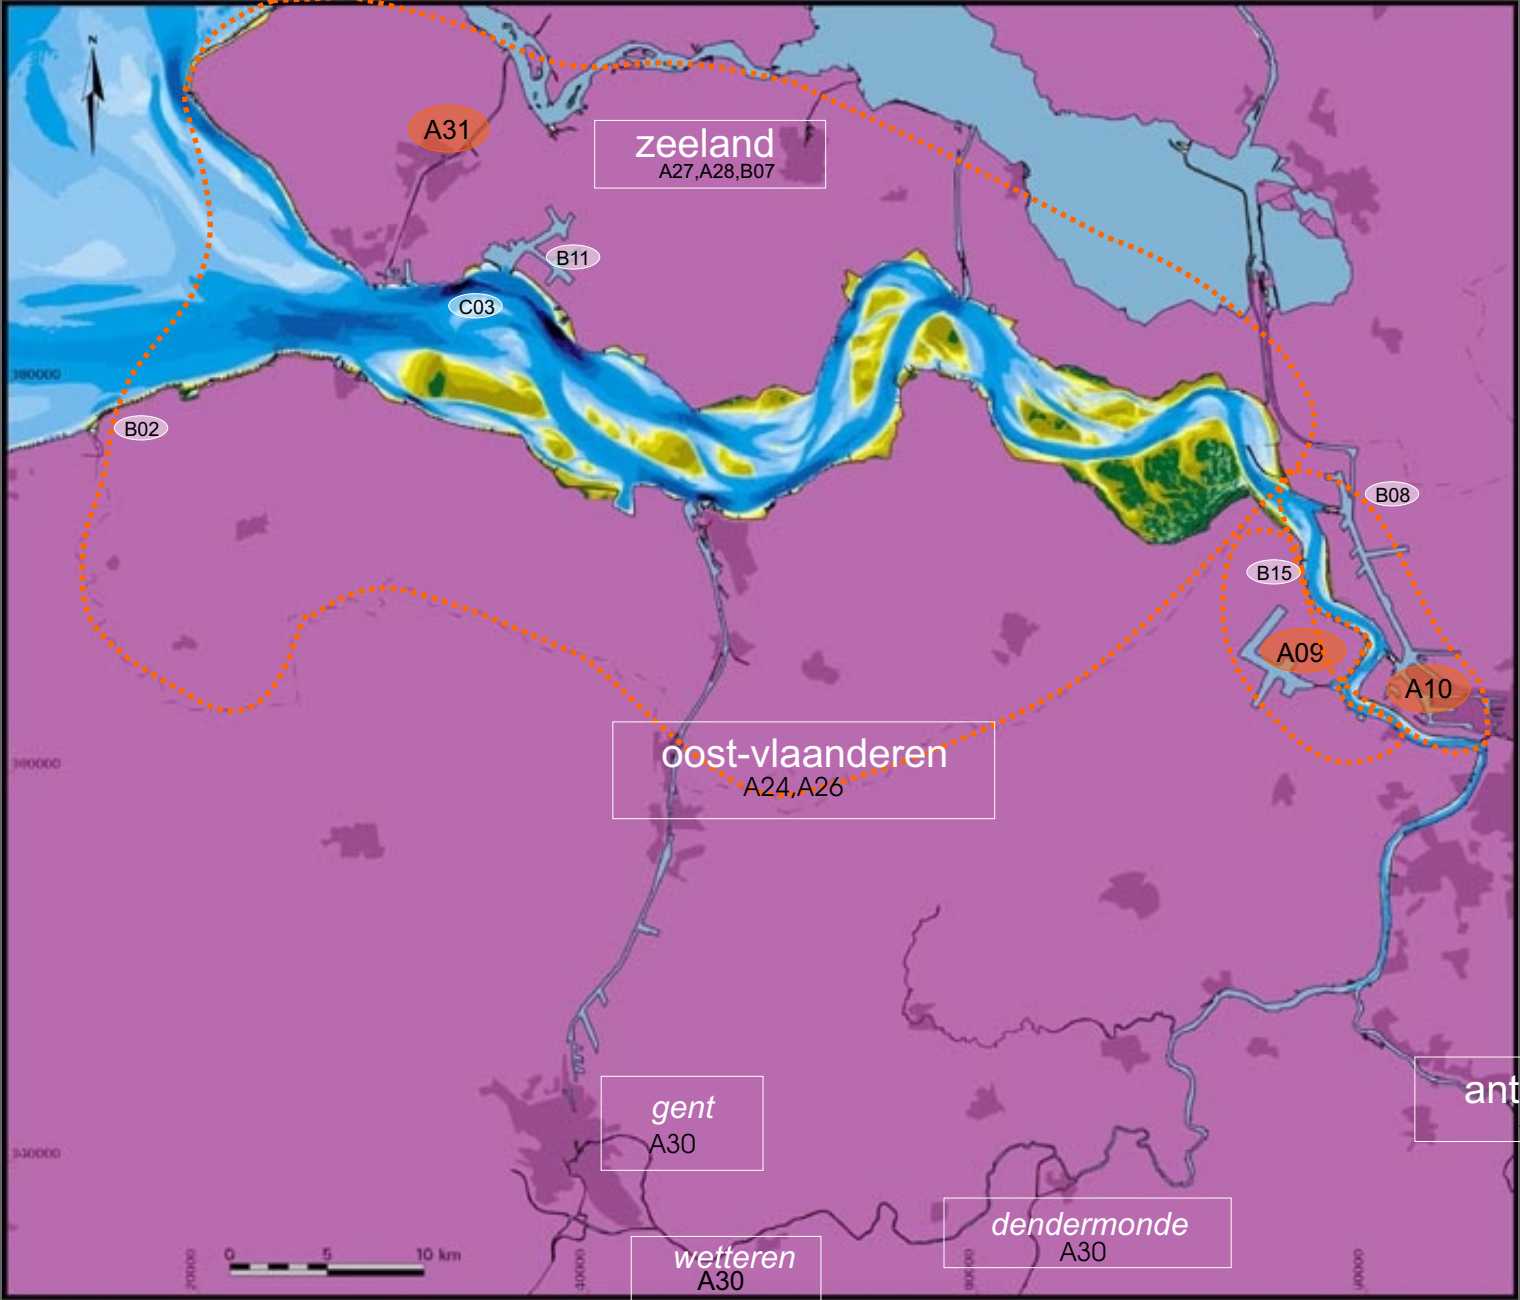 N
A31
zeeland
A27,A28,B07
B11
C03
380000
B02
B08
B15
A09
A10
oost-vlaanderen
A24,A26
gent
A30
ant
dendermonde
A30
wetteren
A30
0 5 10 km